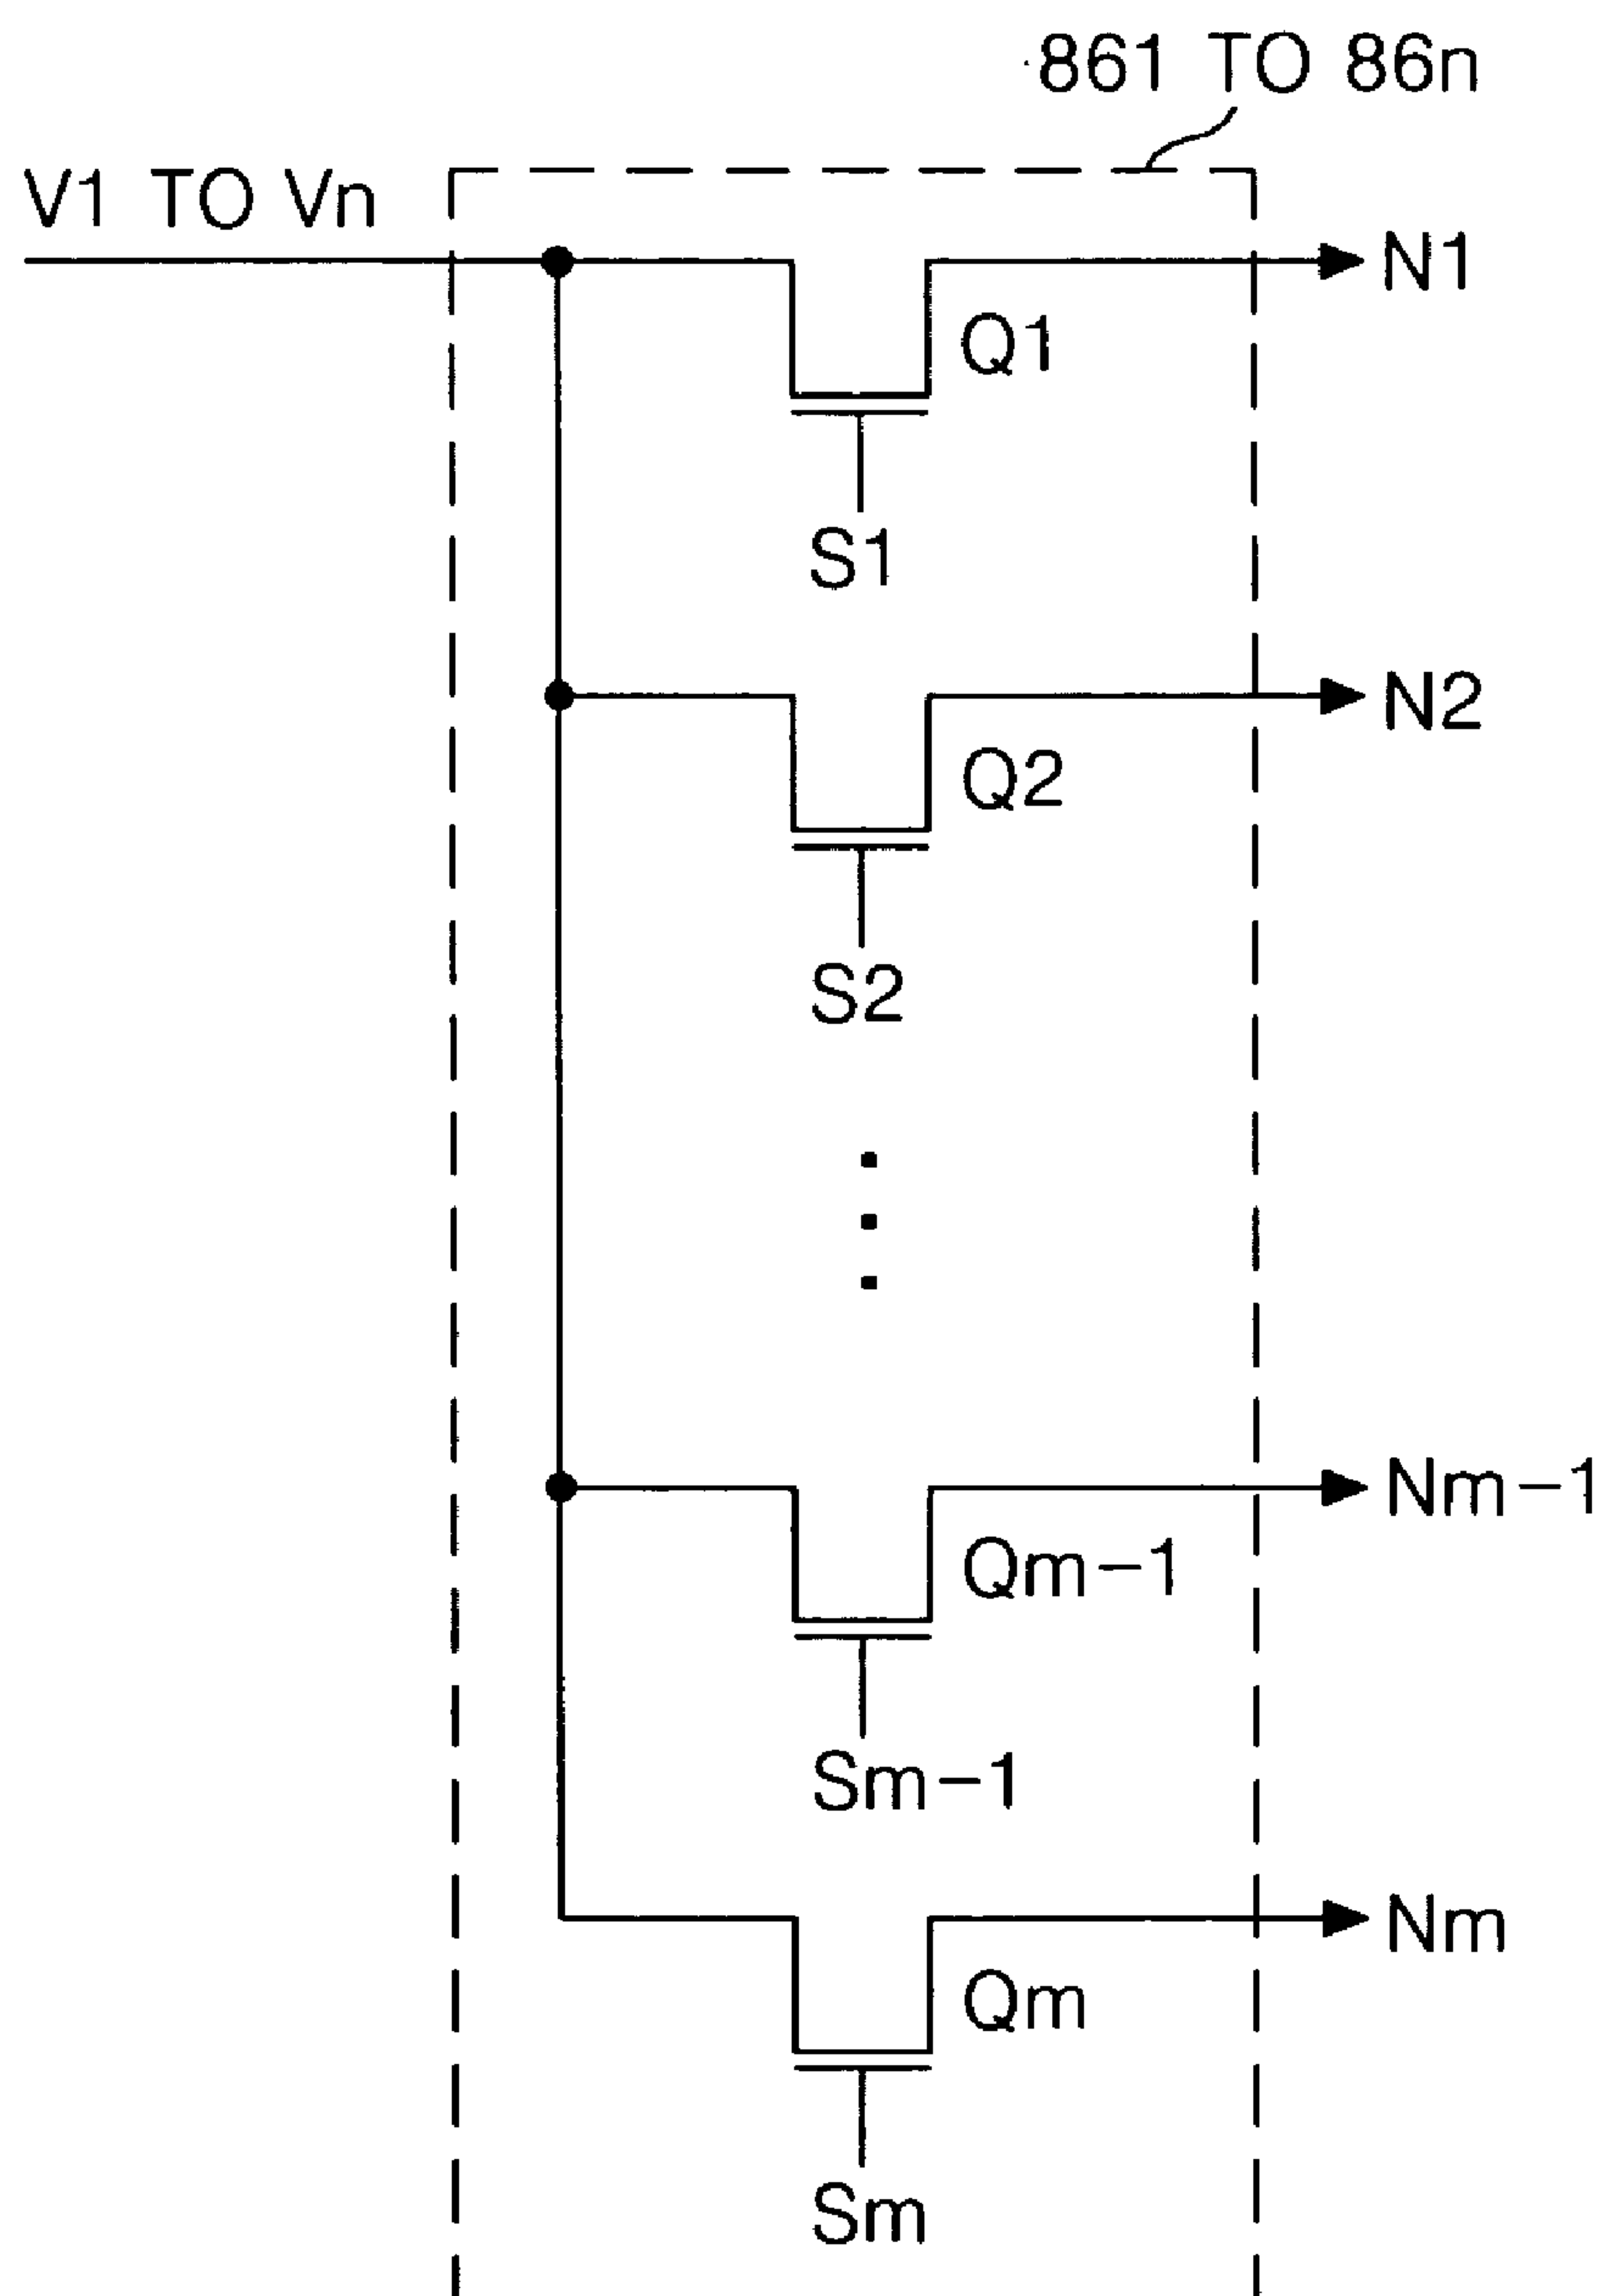 861 TO 86n
V1 TO Vn
N1
Q1
S1
N2
Q2
S2
Nm-1
Qm-1
Sm-1
Nm
Qm
Sm